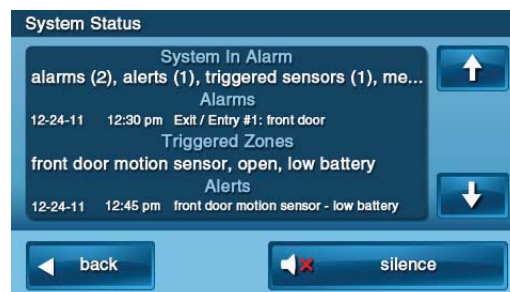 System Status
System In Alarm
alarms (2), alerts (1), triggered sensors (1), me...
Alarms
12-24-11 12:30 pm Exit / Entry #1: front door
Triggered Zones
front door motion sensor, open, low battery
Alerts
12-24-11 12:45 pm front door motion sensor - low battery
back
silence